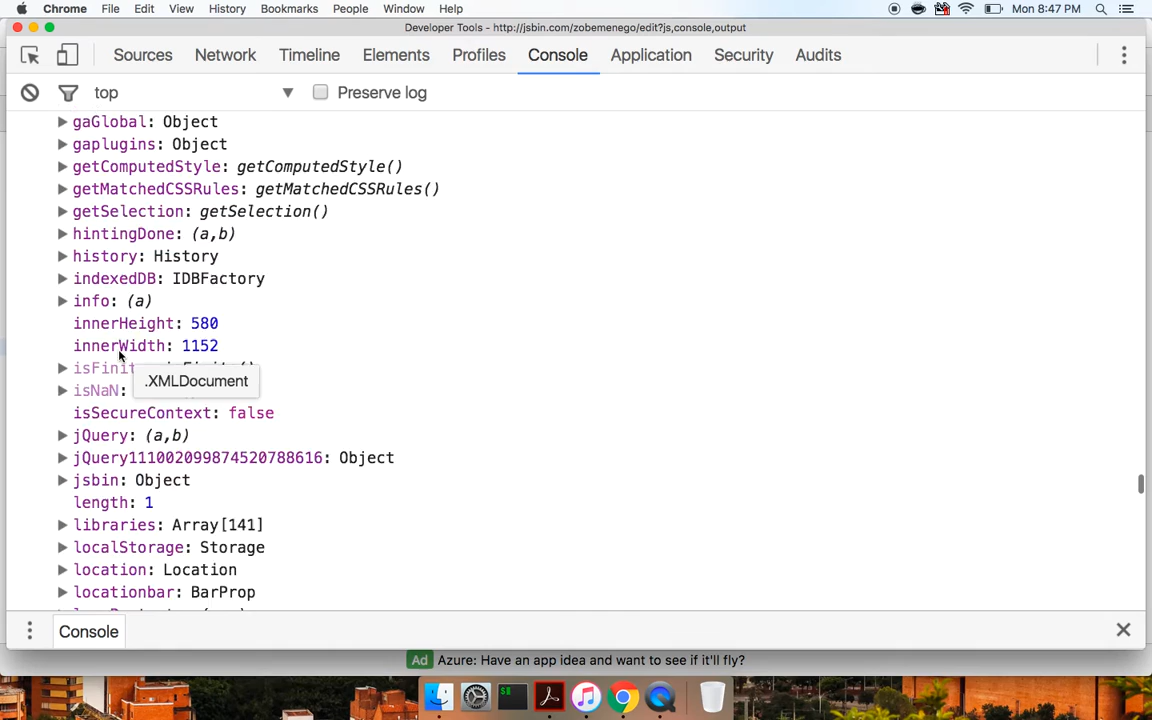 Chrome File Edit View History Bookmarks People Window Help Mon 8:47 PM
Developer Tools - http://jsbin.com/zobemenego/edit?js,console,output
Sources Network Timeline Elements Profiles Console Application Security Audits
top Preserve log
gaGlobal: Object
gaplugins: Object
getComputedStyle: getComputedStyle()
getMatchedCSSRules: getMatchedCSSRules()
getSelection: getSelection()
hintingDone: (a,b)
history: History
indexedDB: IDBFactory
info: (a)
innerHeight: 580
innerWidth: 1152
.XMLDocument
isNaN:
isSecureContext: false
jQuery: (a,b)
jQuery111002099874520788616: Object
jsbin: Object
length: 1
libraries: Array[141]
localStorage: Storage
location: Location
locationbar: BarProp
Console
Ad Azure: Have an app idea and want to see if it'll fly?